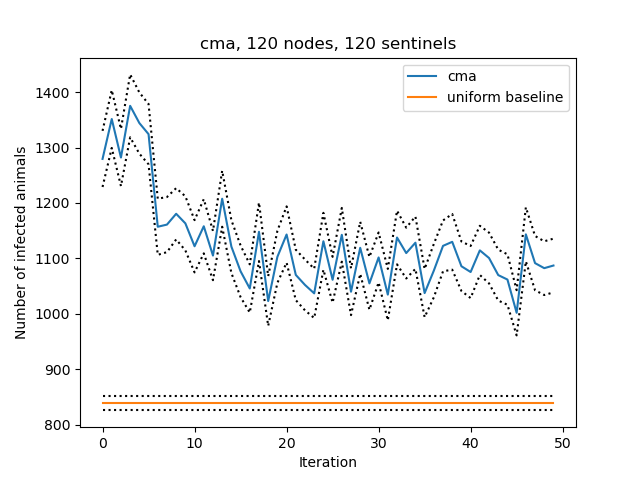 cma, 120 nodes, 120 sentinels
cma
uniform baseline
1400
1300
1200
1100
1000
900
800
Number of infected animals
0 10 20 30 40 50
Iteration